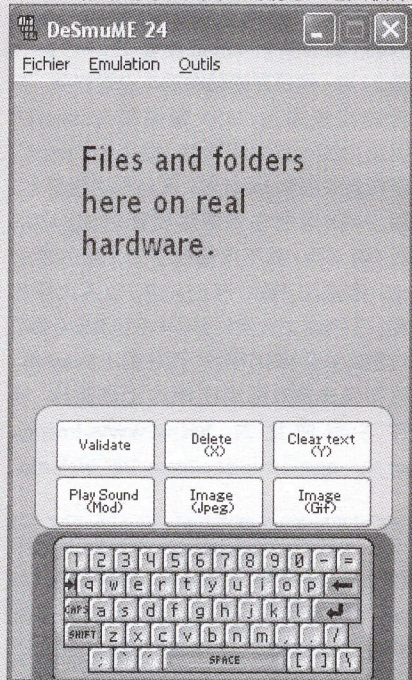 DeSmuME 24
Fichier Emulation Outils
Files and folders
here on real
hardware.
Validate Delete (X) Clear text (Y)
Play Sound (Mod) Image (Jpeg) Image (Gif)
1 2 3 4 5 6 7 8 9 0 - =
q w e r t y u i o p
CAPS a s d f g h j k l
SHIFT z x c v b n m , . /
; SPACE [ ] \